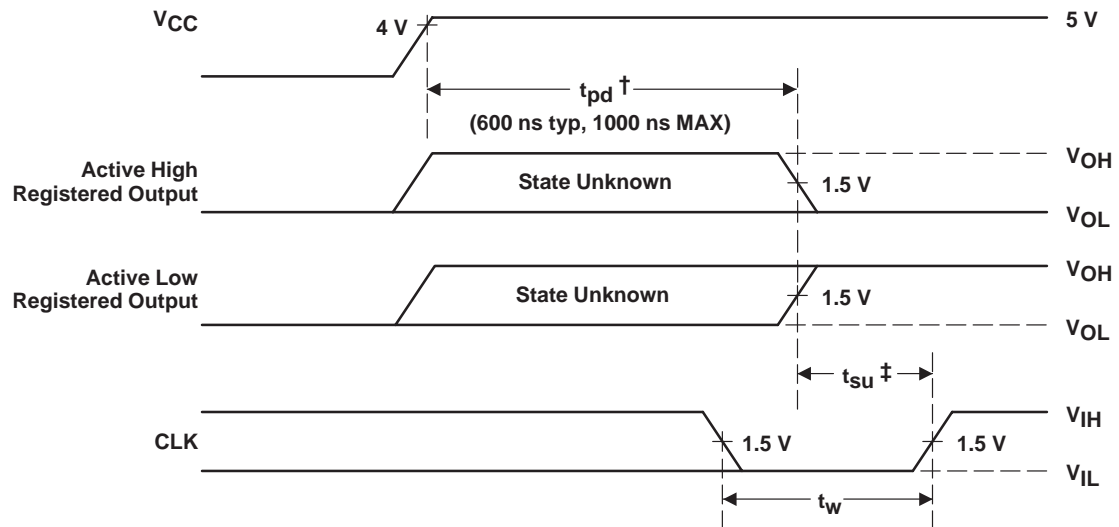 VCC
4 V
5 V
tpd †
(600 ns typ, 1000 ns MAX)
VOH
Active High
Registered Output
State Unknown
1.5 V
VOL
VOH
Active Low
Registered Output
State Unknown
1.5 V
VOL
tsu ‡
VIH
CLK
1.5 V
1.5 V
VIL
tw